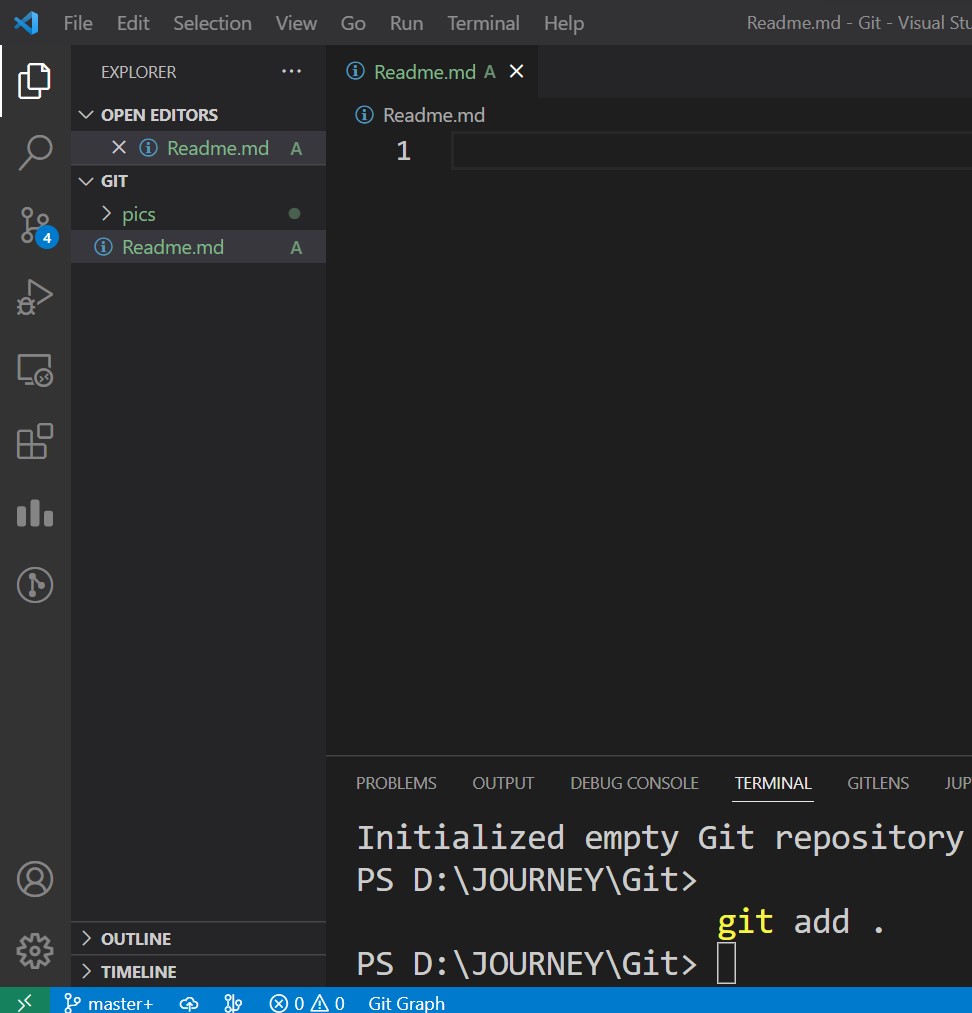 File Edit Selection View Go Run Terminal Help Readme.md - Git - Visual Stu
EXPLORER ...
Readme.md A
OPEN EDITORS
Readme.md
Readme.md A
1
GIT
pics
Readme.md A
4
PROBLEMS OUTPUT DEBUG CONSOLE TERMINAL GITLENS JUP
Initialized empty Git repository
PS D:\JOURNEY\Git>
git add .
PS D:\JOURNEY\Git>
OUTLINE
TIMELINE
master+ 0 0 Git Graph